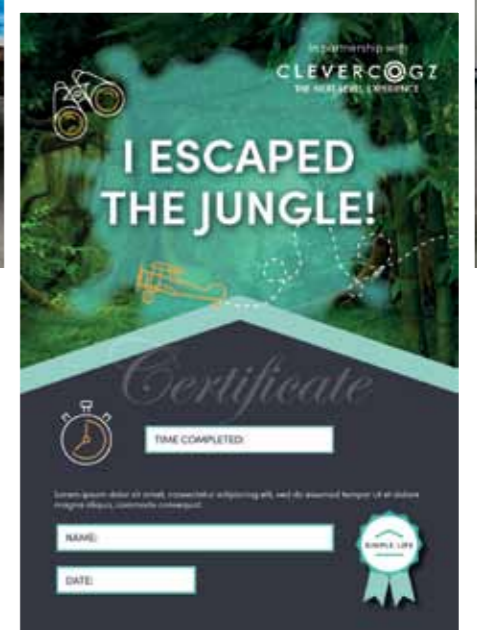 In partnership with
CLEVERCOGZ
THE NEXT LEVEL EXPERIENCE
I ESCAPED
THE JUNGLE!
Certificate
TIME COMPLETED:
Lorem ipsum dolor sit amet, consectetur adipiscing elit, sed do eiusmod tempor ut et dolore
magna aliqua, commodo consequat.
NAME:
SIMPLE LIFE
DATE: